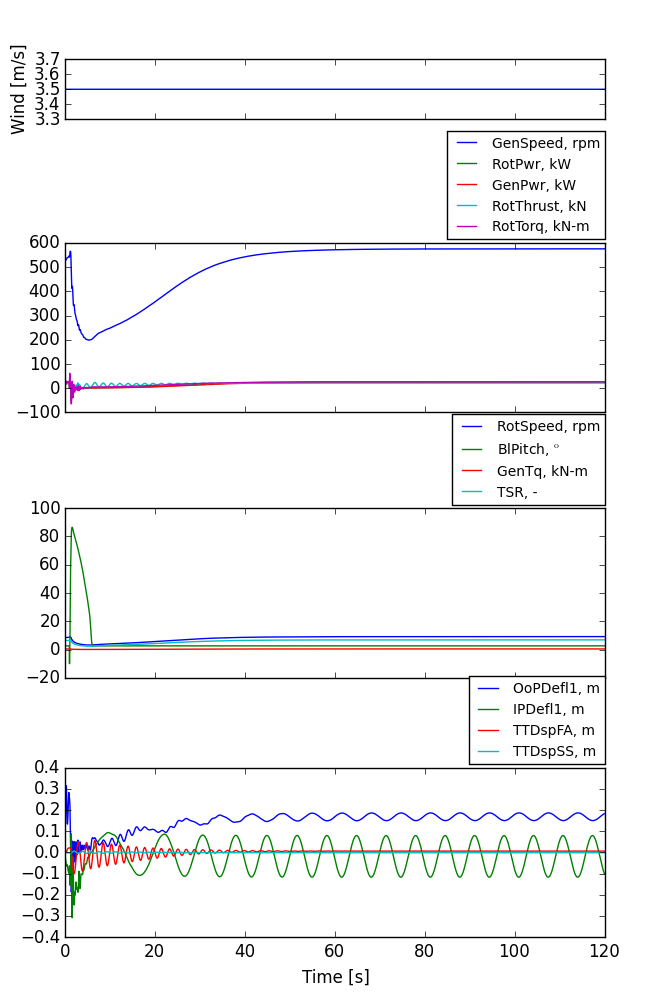 Wind [m/s]
3.7
3.6
3.5
3.4
3.3
GenSpeed, rpm
RotPwr, kW
GenPwr, kW
RotThrust, kN
RotTorq, kN-m
600
500
400
300
200
100
0
−100
RotSpeed, rpm
BlPitch, °
GenTq, kN-m
TSR, -
100
80
60
40
20
0
−20
OoPDefl1, m
IPDefl1, m
TTDspFA, m
TTDspSS, m
0.4
0.3
0.2
0.1
0.0
−0.1
−0.2
−0.3
−0.4
0 20 40 60 80 100 120
Time [s]